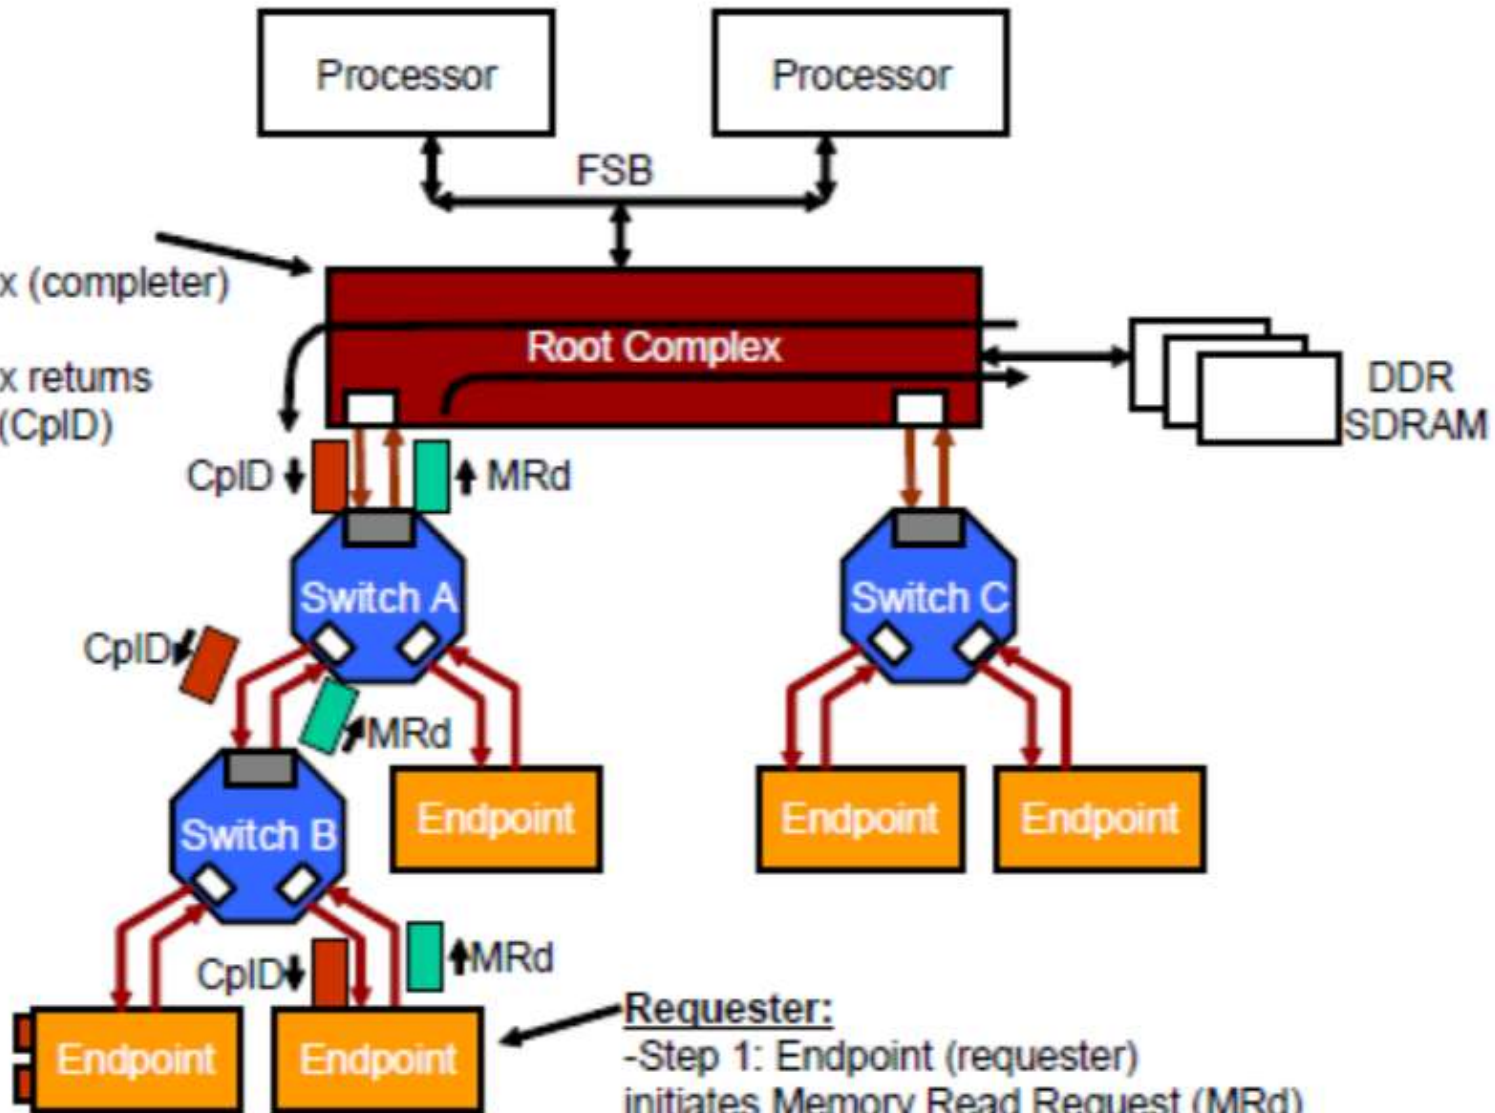 Processor
Processor
FSB
x (completer)
Root Complex
x returns
(CplD)
DDR
SDRAM
CplD
MRd
Switch A
Switch C
CplD
MRd
Endpoint
Endpoint
Endpoint
Switch B
CplD
MRd
Endpoint
Endpoint
Requester:
-Step 1: Endpoint (requester)
initiates Memory Read Request (MRd)